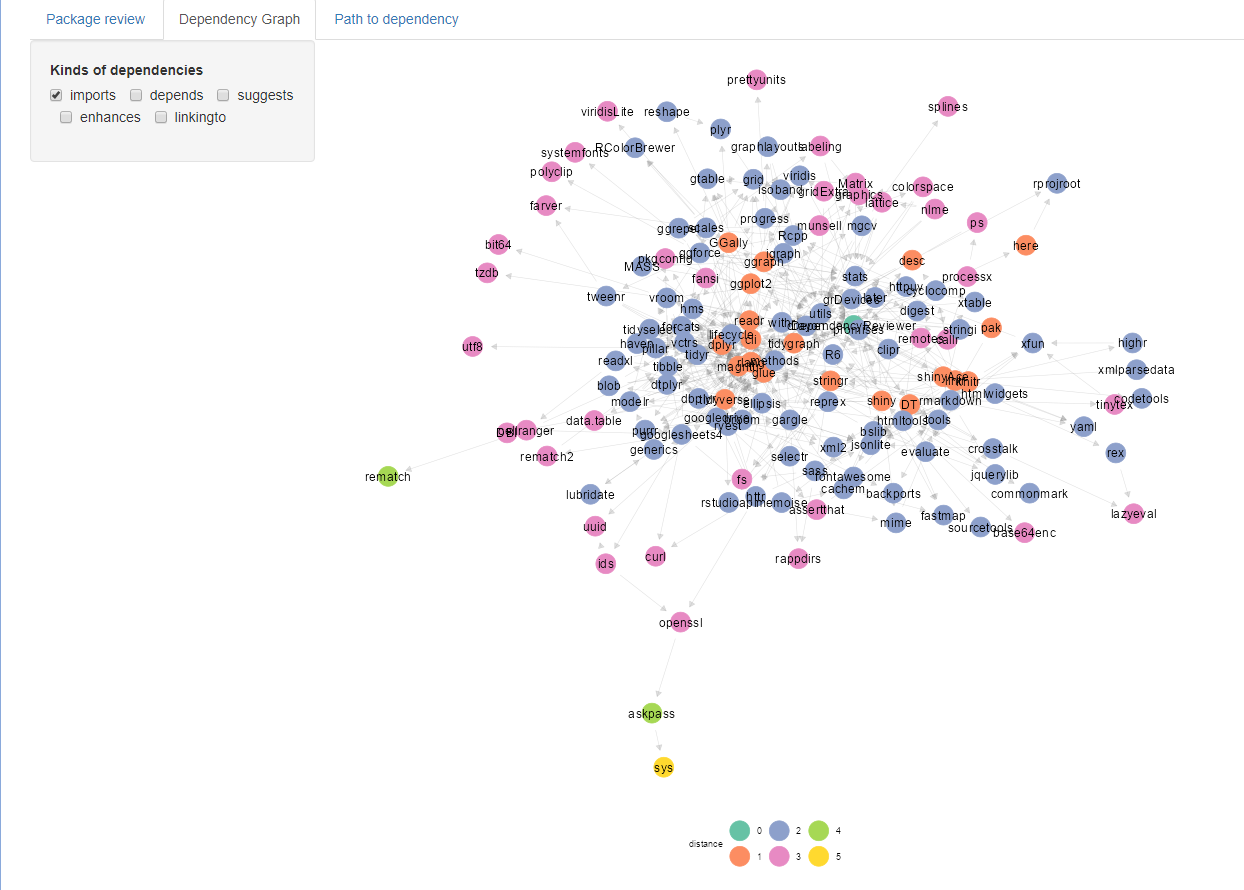 Package review Dependency Graph Path to dependency
Kinds of dependencies
imports depends suggests
enhances linkingto
prettyunits
splines
viridisLite reshape
plyr
RColorBrewer graphlayouts labeling
systemfonts
polyclip
gtable grid viridis
isoband gridExtra Matrix
graphics
colorspace
rprojroot
lattice
farver
nlme
progress
munsell mgcv
ps
ggrepel scales
Rcpp
GGally
bit64
here
ggforce igraph
pkgconfig
ggraph
desc
MASS
tzdb
fansi
stats
processx
ggplot2
httpuv
cyclocomp
tweenr
vroom
grDevices later
xtable
hms
digest
utils
readr
withr
forcats
tidyselect
promises
stringi pak
lifecycle
cli
remotes callr
haven vctrs
dplyr
tidygraph
xfun
highr
utf8
pillar
clipr
tidyr
R6
readxl
methods
tibble
magrittr
rlang
glue
xmlparsedata
shinyAce
knitr
blob
dtplyr
stringr
htmlwidgets
modelr
dbplyr
tidyverse
ellipsis
reprex
shiny DT
rmarkdown
tinytex
codetools
data.table
googledrive
broom
gargle
htmltools
tools
yaml
rvest
DBI
cellranger
purrr
googlesheets4
bslib
jsonlite
rex
generics
xml2
evaluate
crosstalk
rematch2
selectr
rematch
sass
fontawesome
jquerylib
fs
cachem
backports
commonmark
lubridate
rstudioapi
httr
memoise
assertthat
mime
fastmap
sourcetools
base64enc
lazyeval
uuid
ids
curl
rappdirs
openssl
askpass
sys
distance
0 2 4
1 3 5